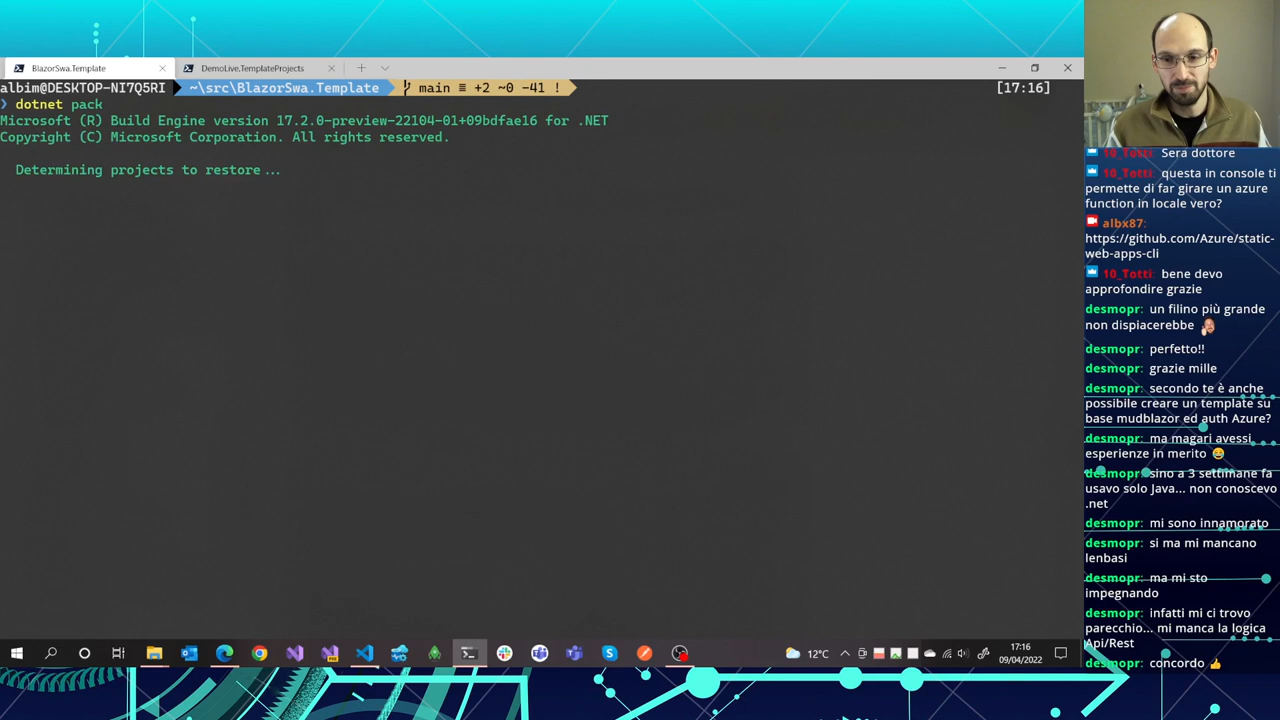 BlazorSwa.Template
DemoLive.TemplateProjects
albim@DESKTOP-NI7Q5RI ~\src\BlazorSwa.Template main ≡ +2 ~0 -41 ! [17:16]
❯ dotnet pack
Microsoft (R) Build Engine version 17.2.0-preview-22104-01+09bdfae16 for .NET
Copyright (C) Microsoft Corporation. All rights reserved.
Determining projects to restore...
10_Totti: Sera dottore
10_Totti: questa in console ti
permette di far girare un azure
function in locale vero?
albx87:
https://github.com/Azure/static-
web-apps-cli
10_Totti: bene devo
approfondire grazie
desmopr: un filino più grande
non dispiacerebbe
desmopr: perfetto!!
desmopr: grazie mille
desmopr: secondo te è anche
possibile creare un template su
base mudblazor ed auth Azure?
desmopr: ma magari avessi
esperienze in merito 😂
desmopr: sino a 3 settimane fa
usavo solo Java... non conoscevo
.net
desmopr: mi sono innamorato
desmopr: si ma mi mancano
lenbasi
desmopr: ma mi sto
impegnando
desmopr: infatti mi ci trovo
parecchio... mi manca la logica
Api/Rest
desmopr: concordo 👍
12°C
17:16
09/04/2022